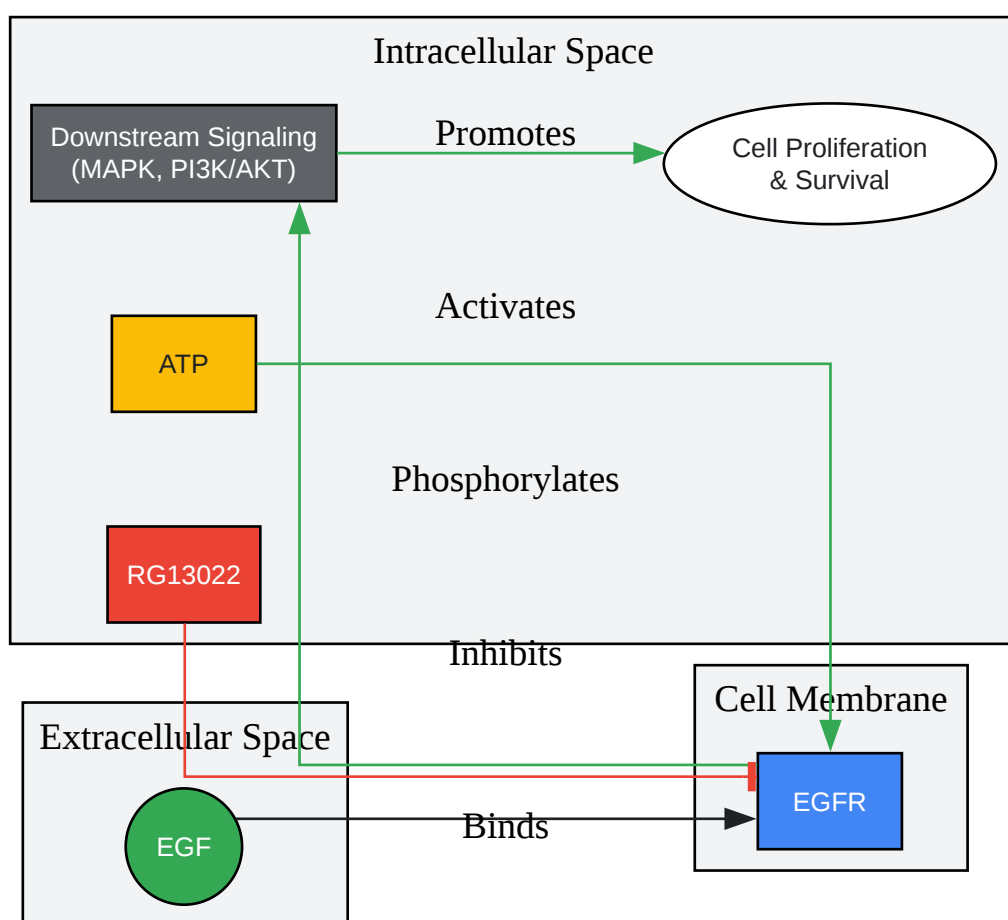 Intracellular Space
Downstream Signaling
(MAPK, PI3K/AKT)
Promotes
Cell Proliferation
& Survival
Activates
ATP
Phosphorylates
RG13022
Inhibits
Cell Membrane
Extracellular Space
EGFR
Binds
EGF